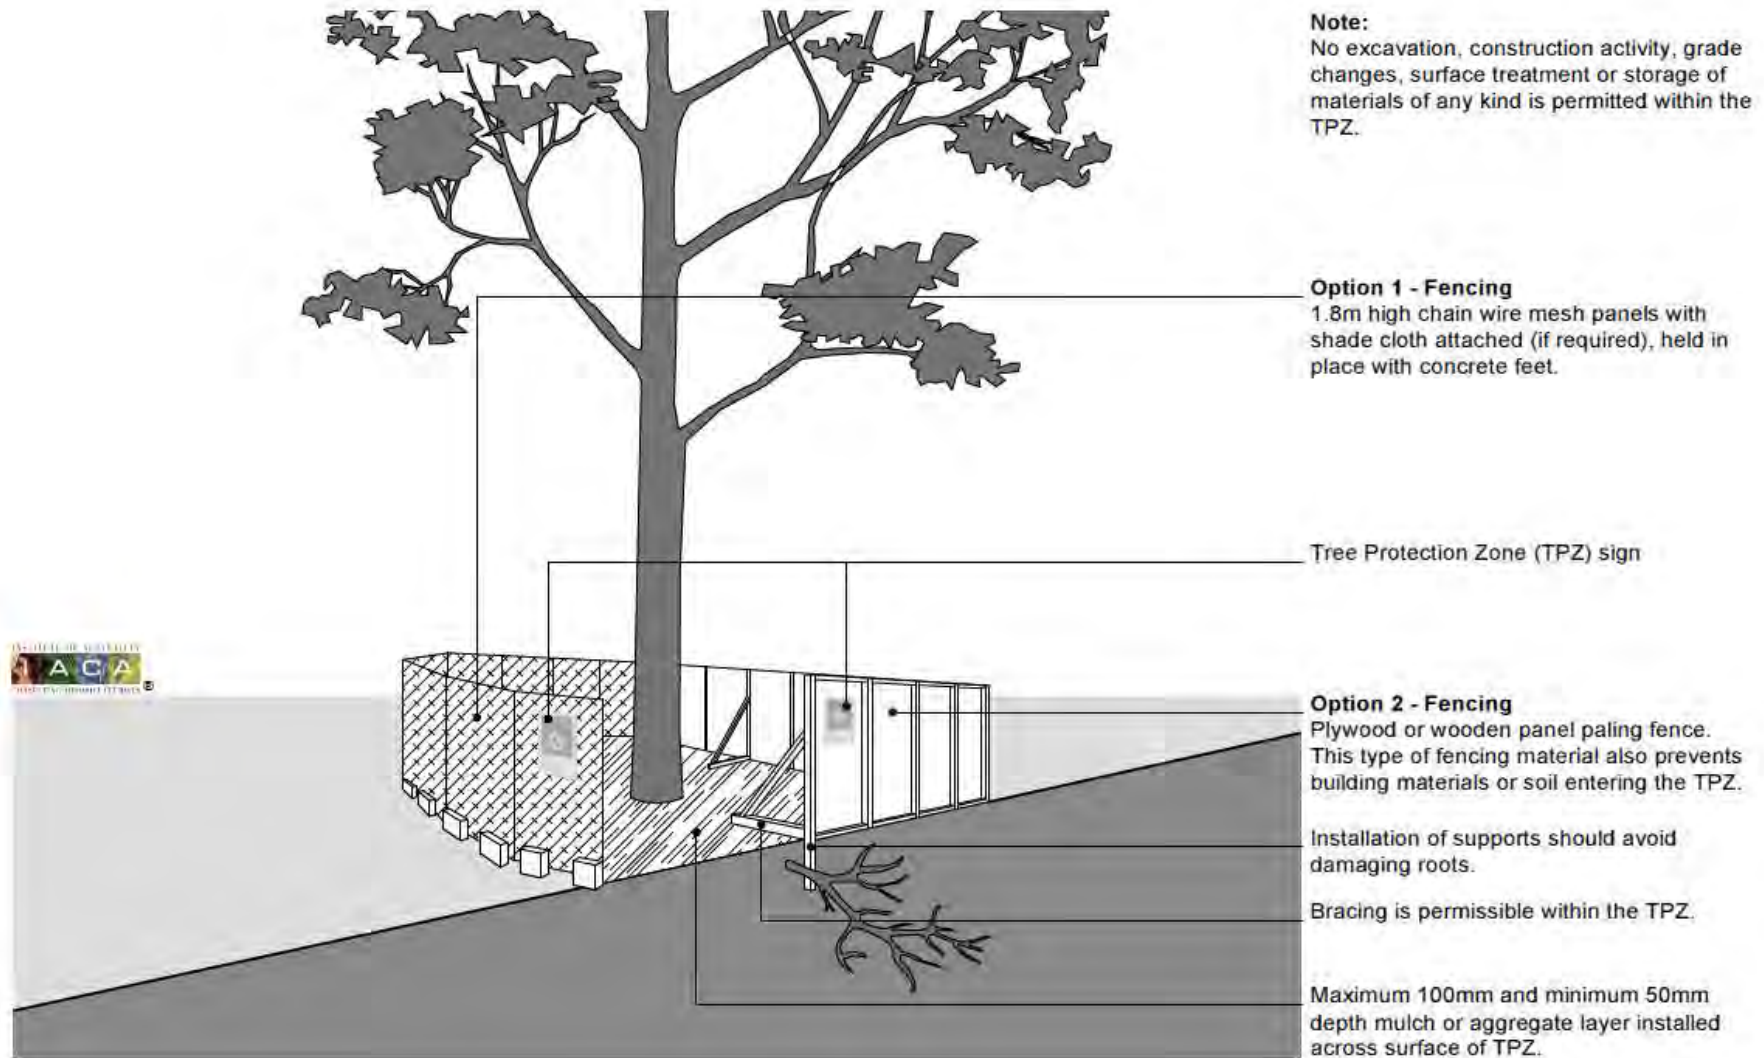 Note:
No excavation, construction activity, grade
changes, surface treatment or storage of
materials of any kind is permitted within the
TPZ.
Option 1 - Fencing
1.8m high chain wire mesh panels with
shade cloth attached (if required), held in
place with concrete feet.
Tree Protection Zone (TPZ) sign
ACA
Option 2 - Fencing
Plywood or wooden panel paling fence.
This type of fencing material also prevents
building materials or soil entering the TPZ.
Installation of supports should avoid
damaging roots.
Bracing is permissible within the TPZ.
Maximum 100mm and minimum 50mm
depth mulch or aggregate layer installed
across surface of TPZ.